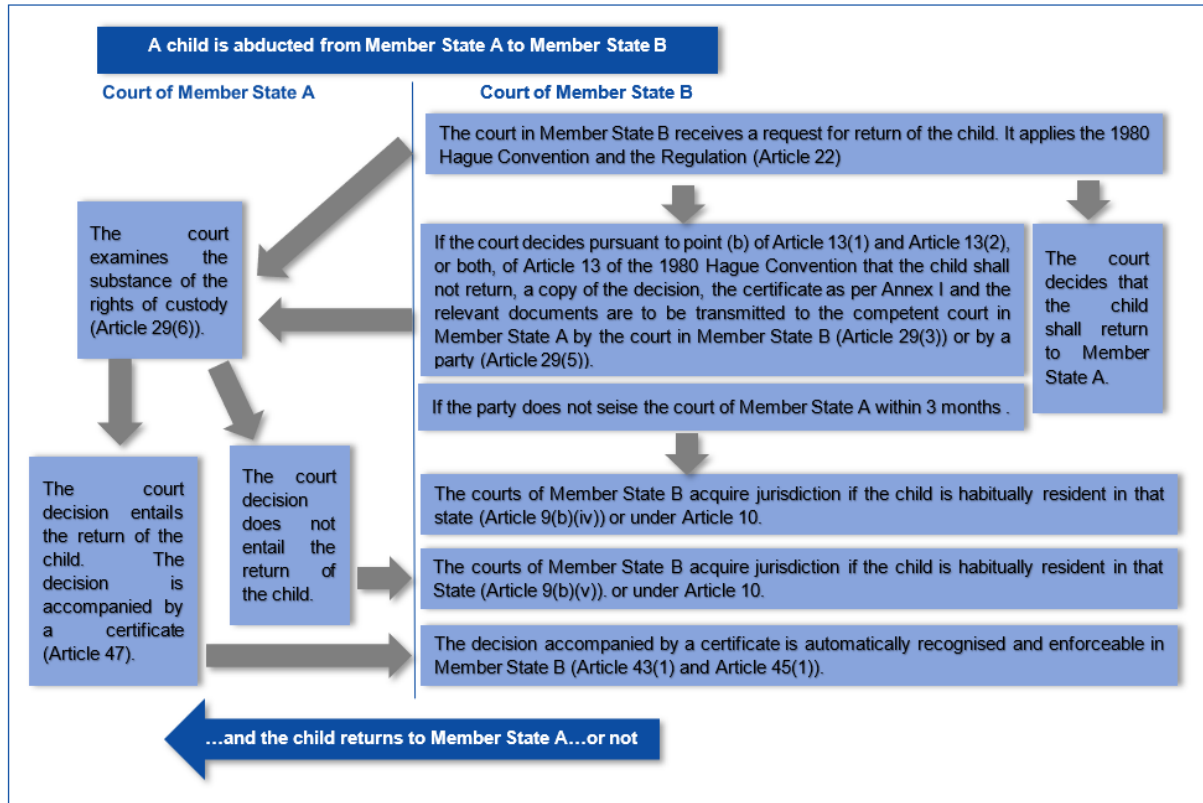 A child is abducted from Member State A to Member State B
Court of Member State A
Court of Member State B
The court in Member State B receives a request for return of the child. It applies the 1980
Hague Convention and the Regulation (Article 22)
The court
examines the
substance of the
rights of custody
(Article 29(6)).
If the court decides pursuant to point (b) of Article 13(1) and Article 13(2),
or both, of Article 13 of the 1980 Hague Convention that the child shall
not return, a copy of the decision, the certificate as per Annex I and the
relevant documents are to be transmitted to the competent court in
Member State A by the court in Member State B (Article 29(3)) or by a
party (Article 29(5)).
The court
decides that
the child
shall return
to Member
State A.
If the party does not seise the court of Member State A within 3 months .
The court
decision entails
the return of the
child. The
decision is
accompanied by
a certificate
(Article 47).
The court
decision
does not
entail the
return of
the child.
The courts of Member State B acquire jurisdiction if the child is habitually resident in that
state (Article 9(b)(iv)) or under Article 10.
The courts of Member State B acquire jurisdiction if the child is habitually resident in that
State (Article 9(b)(v)). or under Article 10.
The decision accompanied by a certificate is automatically recognised and enforceable in
Member State B (Article 43(1) and Article 45(1)).
...and the child returns to Member State A...or not